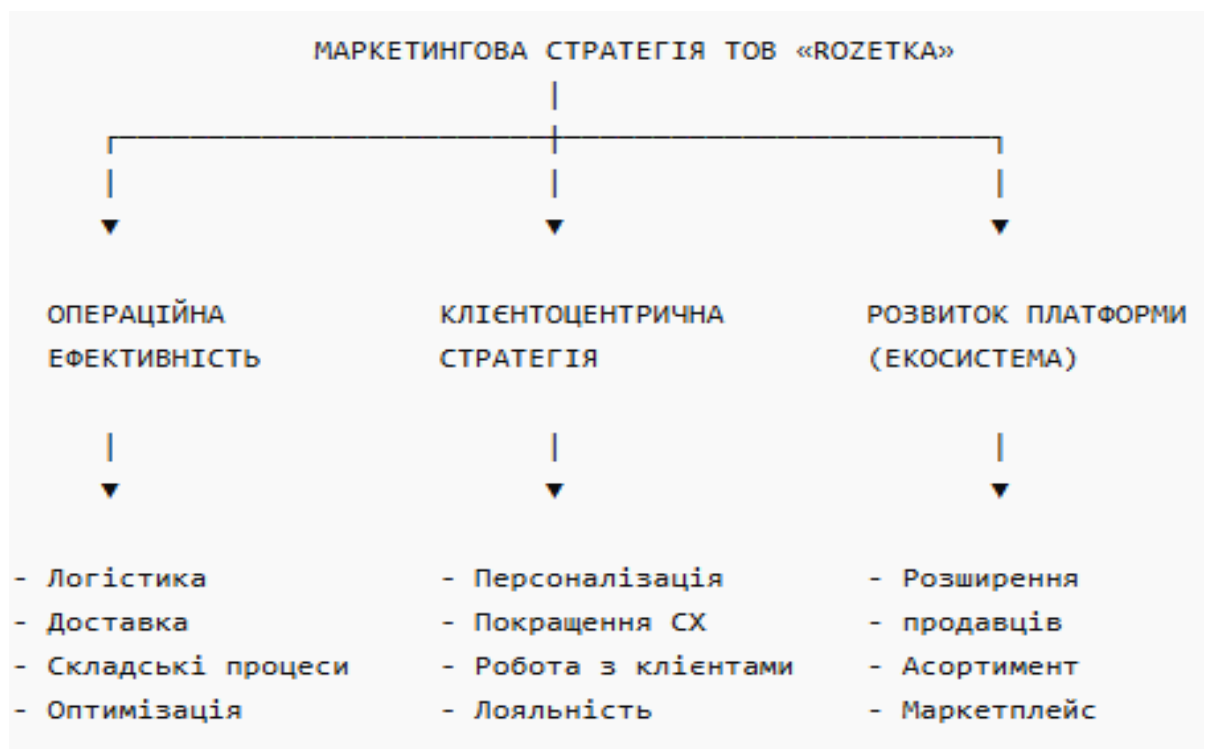 МАРКЕТИНГОВА СТРАТЕГІЯ ТОВ «ROZETKA»
ОПЕРАЦІЙНА ЕФЕКТИВНІСТЬ
КЛІЄНТОЦЕНТРИЧНА СТРАТЕГІЯ
РОЗВИТОК ПЛАТФОРМИ (ЕКОСИСТЕМА)
- Логістика
- Доставка
- Складські процеси
- Оптимізація
- Персоналізація
- Покращення CX
- Робота з клієнтами
- Лояльність
- Розширення
- продавців
- Асортимент
- Маркетплейс